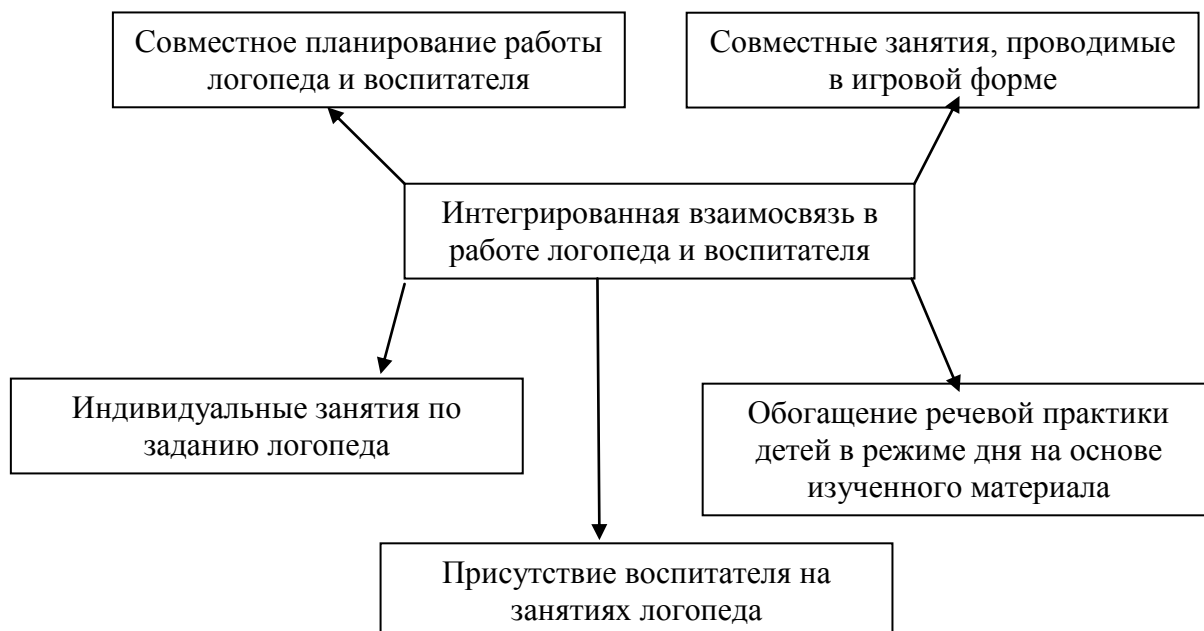 Совместное планирование работы
логопеда и воспитателя
Совместные занятия, проводимые
в игровой форме
Интегрированная взаимосвязь в
работе логопеда и воспитателя
Индивидуальные занятия по
заданию логопеда
Обогащение речевой практики
детей в режиме дня на основе
изученного материала
Присутствие воспитателя на
занятиях логопеда